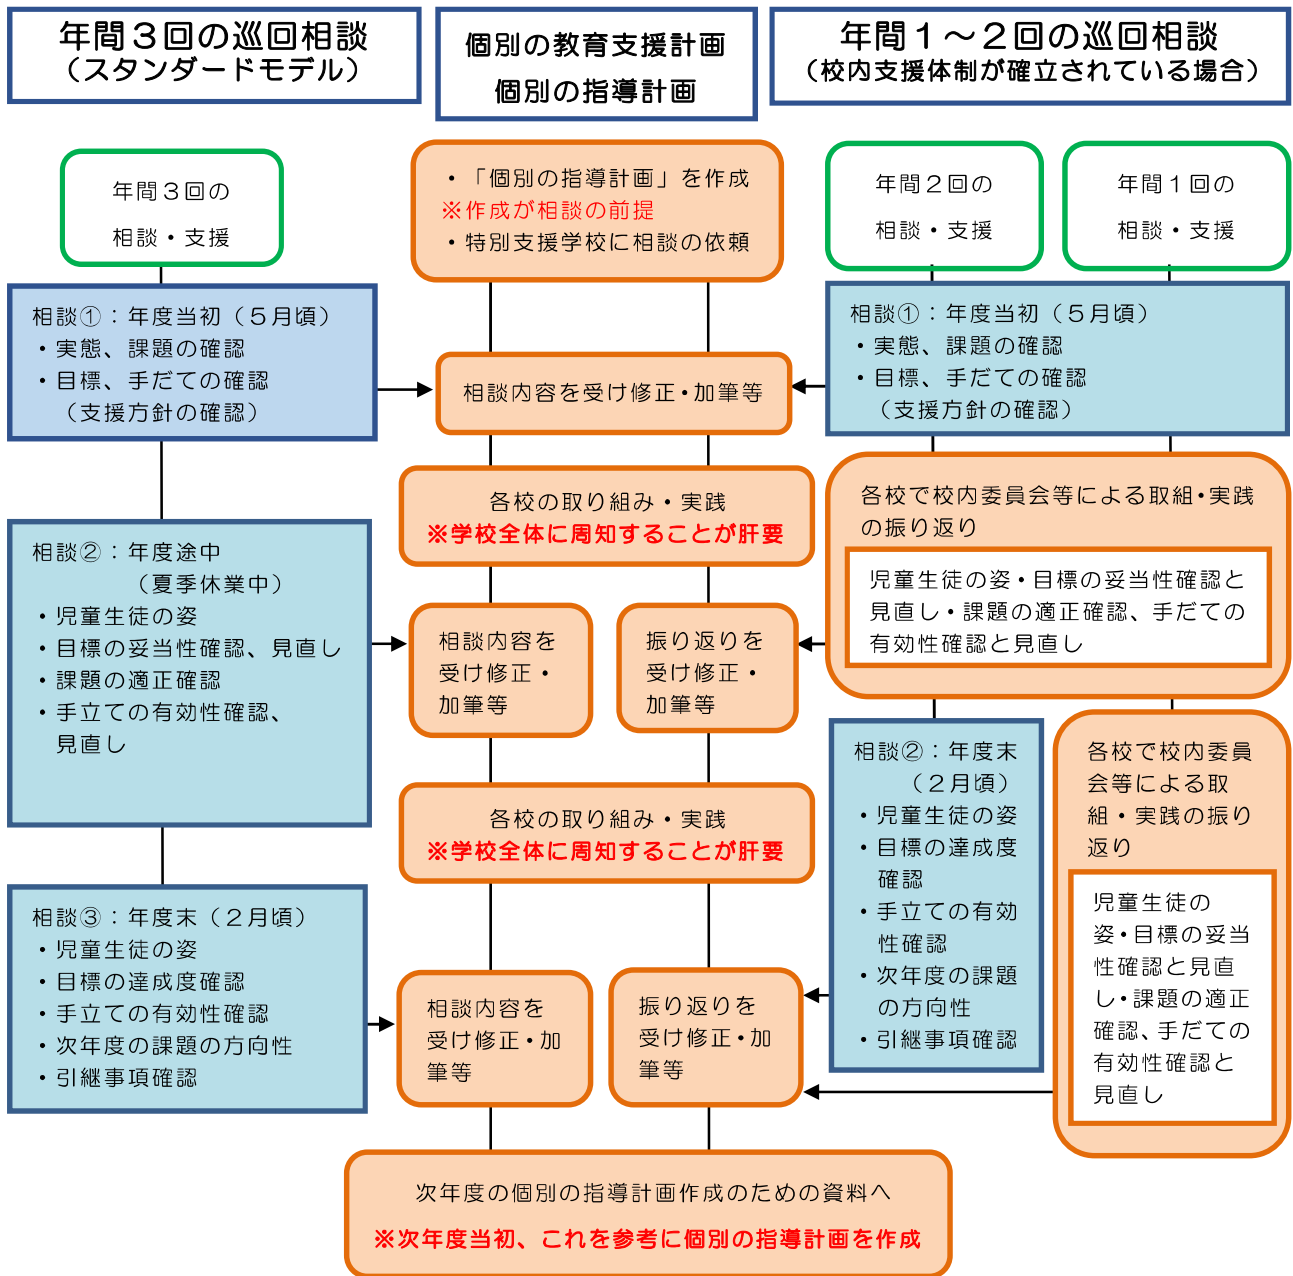 年間３回の巡回相談
（スタンダードモデル）
個別の教育支援計画
個別の指導計画
年間１～２回の巡回相談
（校内支援体制が確立されている場合）
年間３回の
相談・支援
・「個別の指導計画」を作成
※作成が相談の前提
・特別支援学校に相談の依頼
年間２回の
相談・支援
年間１回の
相談・支援
相談①：年度当初（５月頃）
・実態、課題の確認
・目標、手だての確認
（支援方針の確認）
相談内容を受け修正・加筆等
相談①：年度当初（５月頃）
・実態、課題の確認
・目標、手だての確認
（支援方針の確認）
各校の取り組み・実践
※学校全体に周知することが肝要
各校で校内委員会等による取組・実践
の振り返り
児童生徒の姿・目標の妥当性確認と
見直し・課題の適正確認、手だての
有効性確認と見直し
相談②：年度途中
（夏季休業中）
・児童生徒の姿
・目標の妥当性確認、見直し
・課題の適正確認
・手立ての有効性確認、
見直し
相談内容を
受け修正・
加筆等
振り返りを
受け修正・
加筆等
各校の取り組み・実践
※学校全体に周知することが肝要
相談②：年度末
（２月頃）
・児童生徒の姿
・目標の達成度
確認
・手立ての有効
性確認
・次年度の課題
の方向性
・引継事項確認
各校で校内委員
会等による取
組・実践の振り
返り
児童生徒の
姿・目標の妥当
性確認と見直
し・課題の適正
確認、手だての
有効性確認と
見直し
相談③：年度末（２月頃）
・児童生徒の姿
・目標の達成度確認
・手立ての有効性確認
・次年度の課題の方向性
・引継事項確認
相談内容を
受け修正・加
筆等
振り返りを
受け修正・加
筆等
次年度の個別の指導計画作成のための資料へ
※次年度当初、これを参考に個別の指導計画を作成